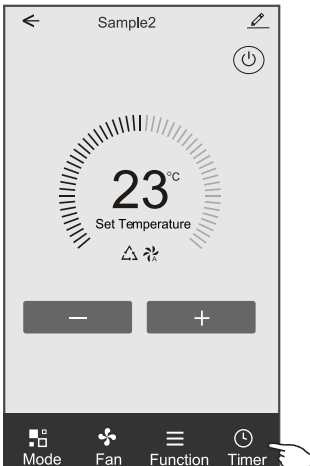 Sample2
23°C
Set Temperature
A
− +
Mode Fan Function Timer